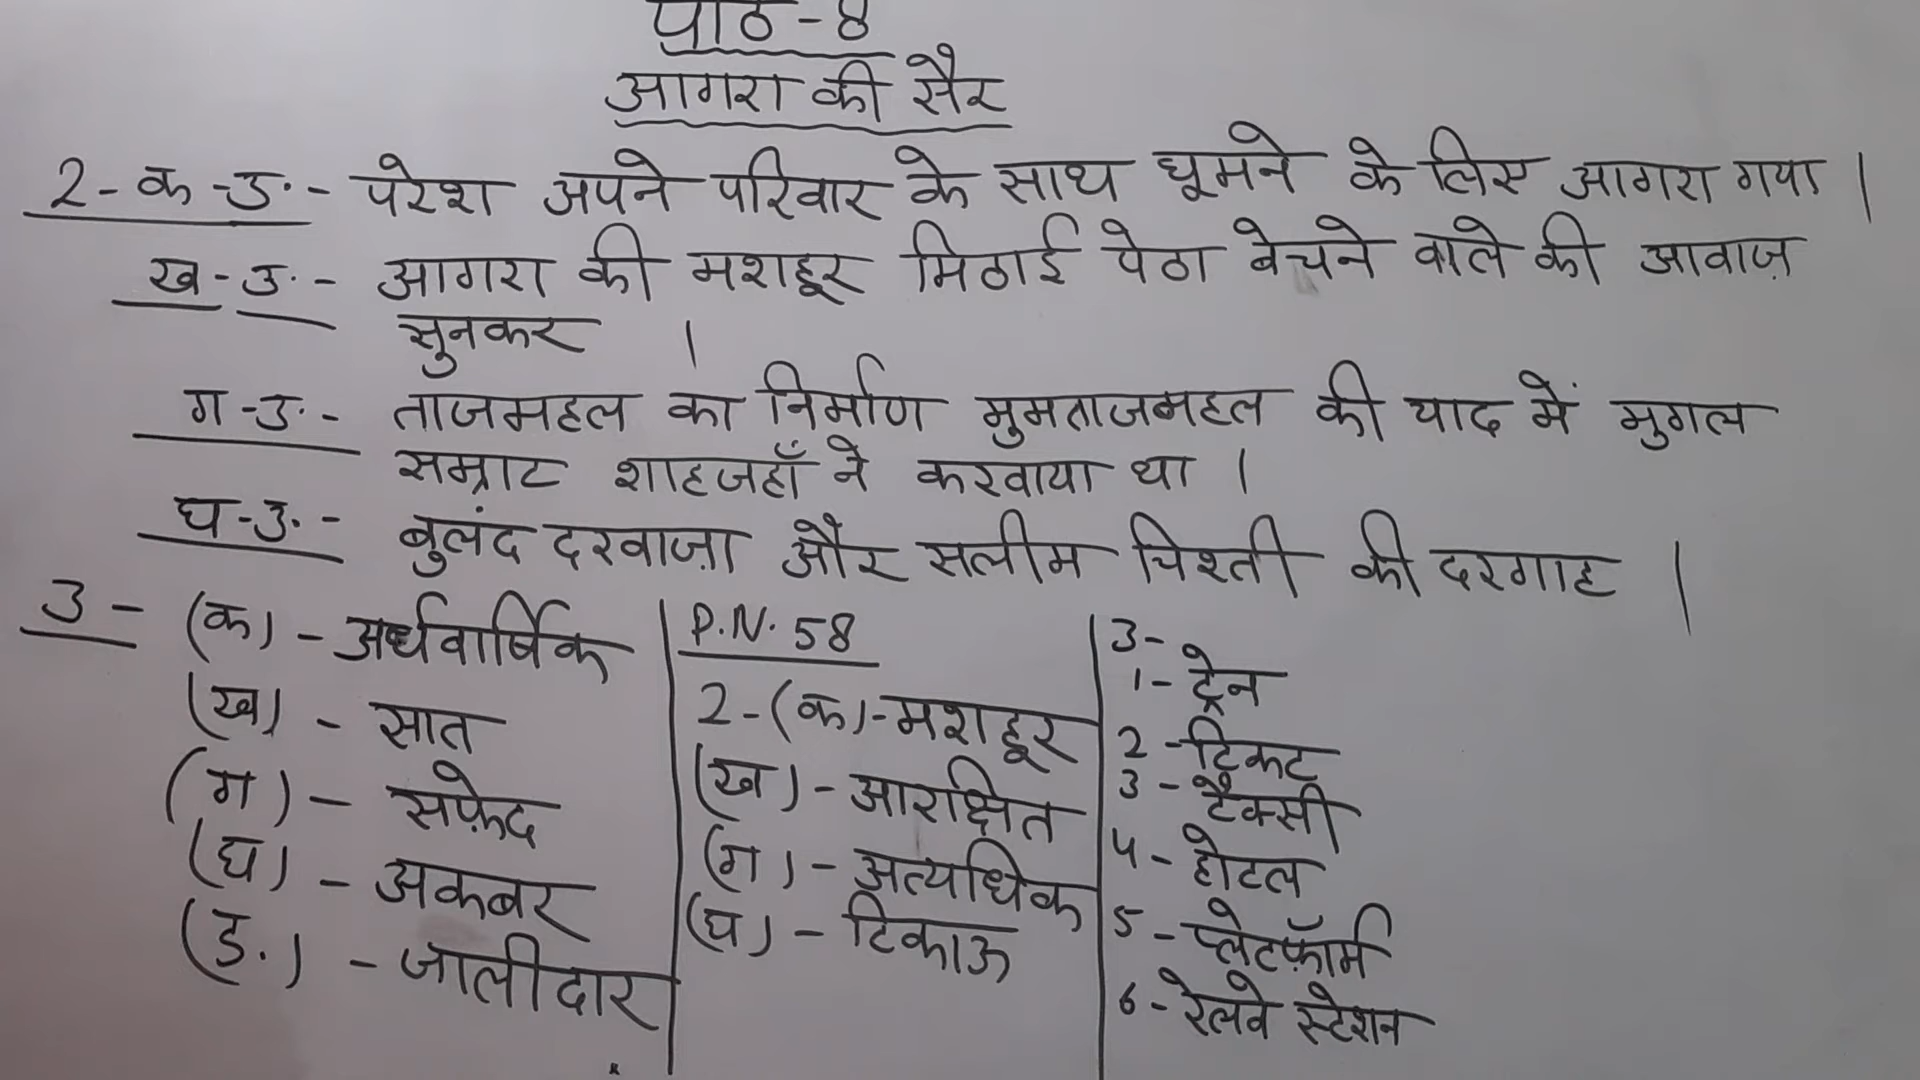 पाठ-8
आगरा की सैर
2-क-उ.- परेश अपने परिवार के साथ घूमने के लिए आगरा गया।
ख-उ.- आगरा की मशहूर मिठाई पेठा बेचने वाले की आवाज़
सुनकर ।
ग-उ.- ताजमहल का निर्माण मुमताजमहल की याद में मुगल
सम्राट शाहजहाँ ने करवाया था ।
घ-उ.- बुलंद दरवाज़ा और सलीम चिश्ती की दरगाह ।
3- (क) - अर्धवार्षिक
(ख) - सात
(ग) - सफ़ेद
(घ) - अकबर
(ड.) - जालीदार
P.N. 58
2-(क)-मशहूर
(ख) - आरक्षित
(ग) - अत्यधिक
(घ) - टिकाऊ
3-
1- ट्रेन
2- टिकट
3- टैक्सी
4- होटल
5- प्लेटफ़ॉर्म
6- रेलवे स्टेशन